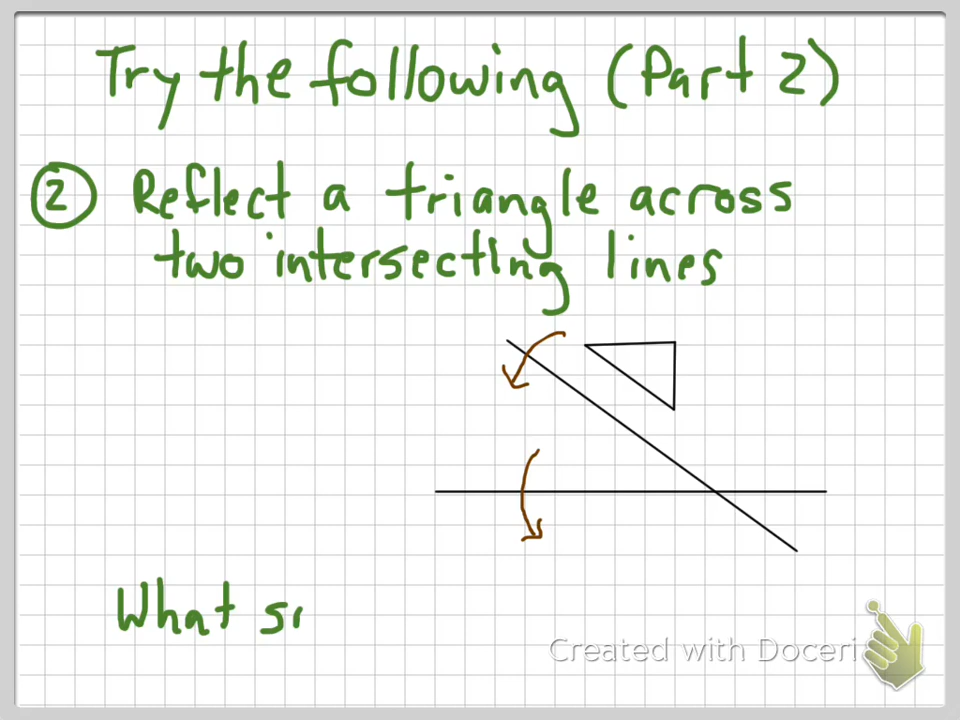 Try the following (Part 2)
② Reflect a triangle across
two intersecting lines
What
Created with Doceri